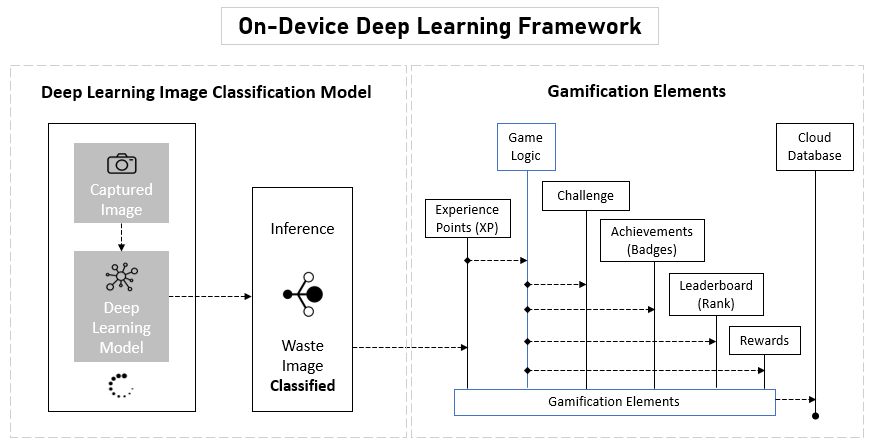 On-Device Deep Learning Framework
Deep Learning Image Classification Model
Captured
Image
Deep
Learning
Model
Inference
Waste
Image
Classified
Gamification Elements
Game
Logic
Cloud
Database
Challenge
Experience
Points (XP)
Achievements
(Badges)
Leaderboard
(Rank)
Rewards
Gamification Elements